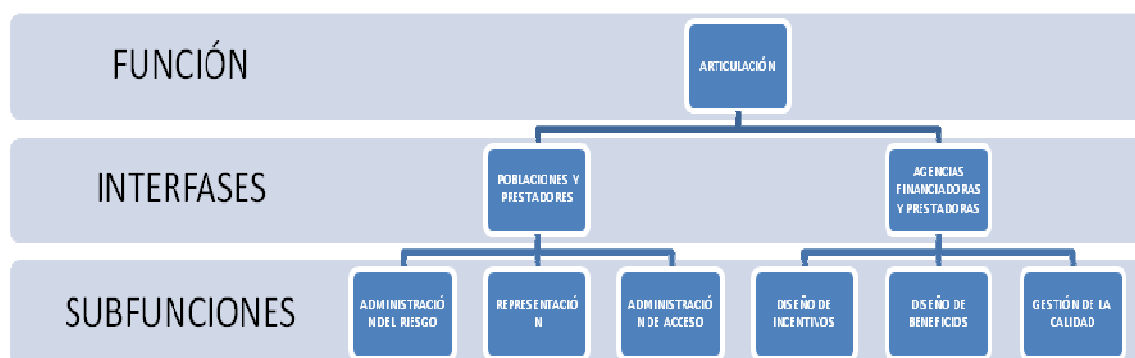 FUNCIÓN
ARTICULACIÓN
INTERFASES
POBLACIONES Y
PRESTADORES
AGENCIAS
FINANCIADORAS
Y PRESTADORAS
SUBFUNCIONES
ADMINISTRACIÓ
N DEL RIESGO
REPRESENTACIÓ
N
ADMINISTRACIÓ
N DE ACCESO
DISEÑO DE
INCENTIVOS
DISEÑO DE
BENEFICIOS
GESTIÓN DE LA
CALIDAD